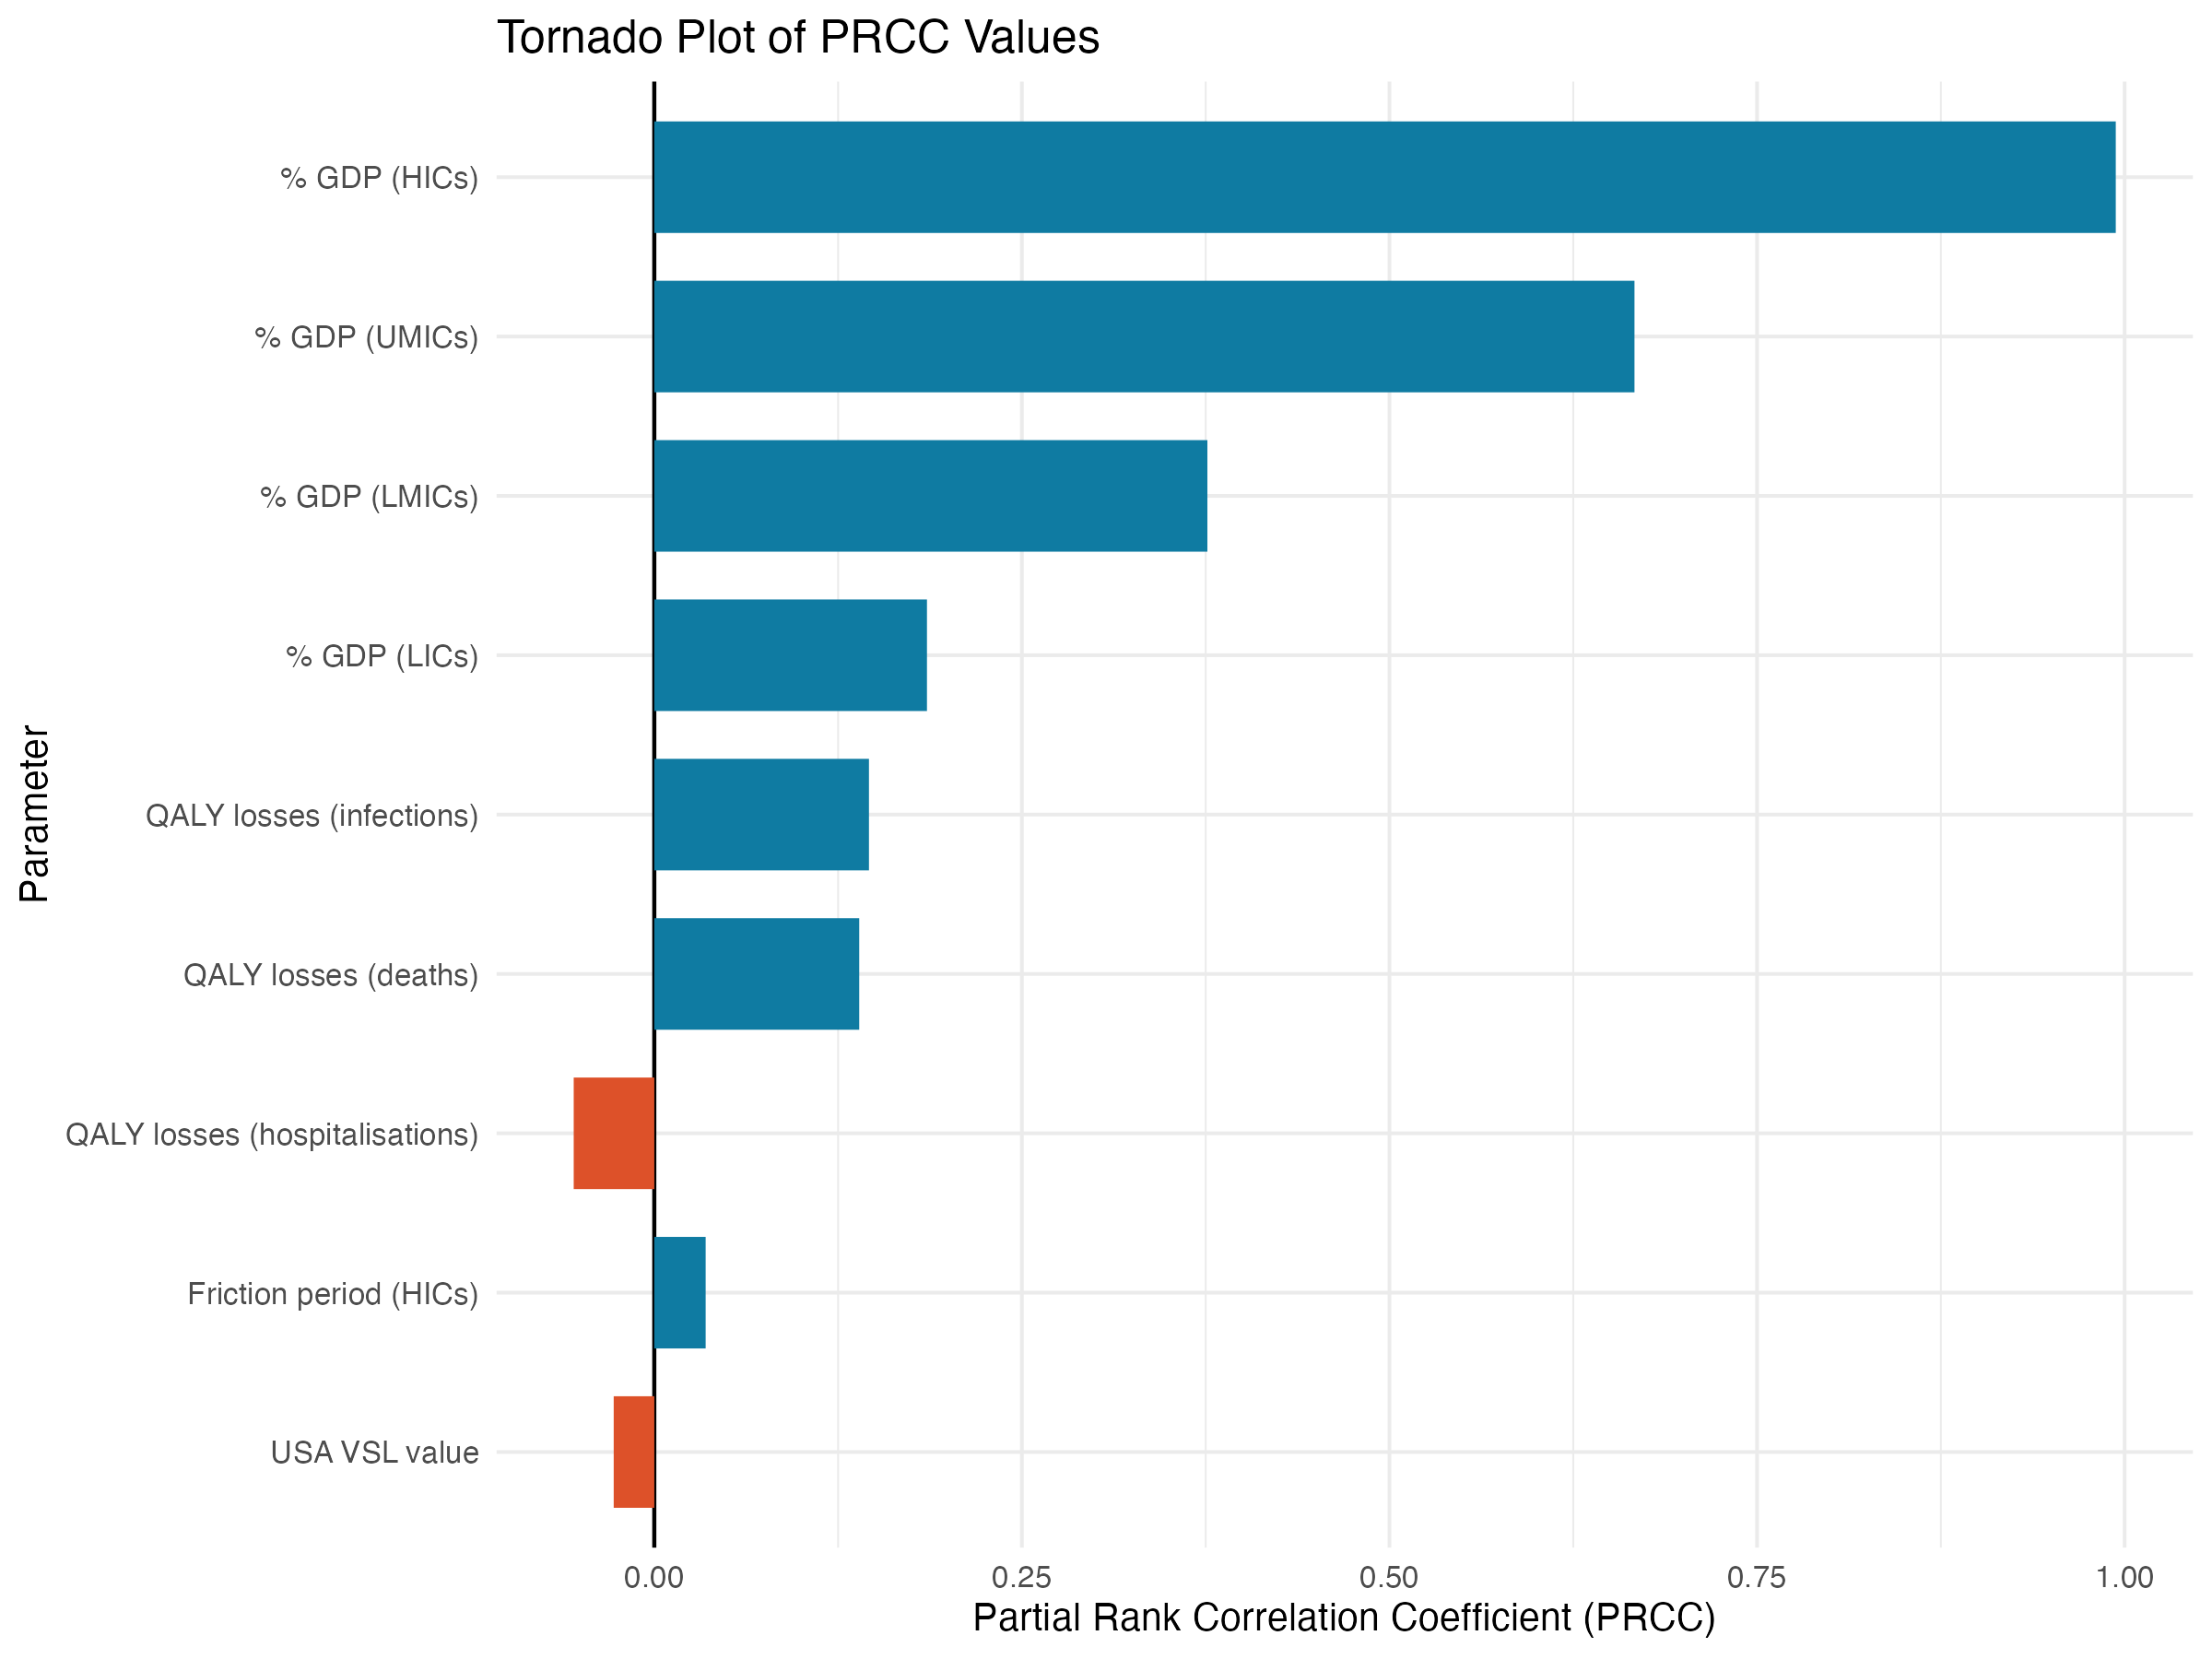 Tornado Plot of PRCC Values
Parameter
% GDP (HICs)
% GDP (UMICs)
% GDP (LMICs)
% GDP (LICs)
QALY losses (infections)
QALY losses (deaths)
QALY losses (hospitalisations)
Friction period (HICs)
USA VSL value
0.00 0.25 0.50 0.75 1.00
Partial Rank Correlation Coefficient (PRCC)